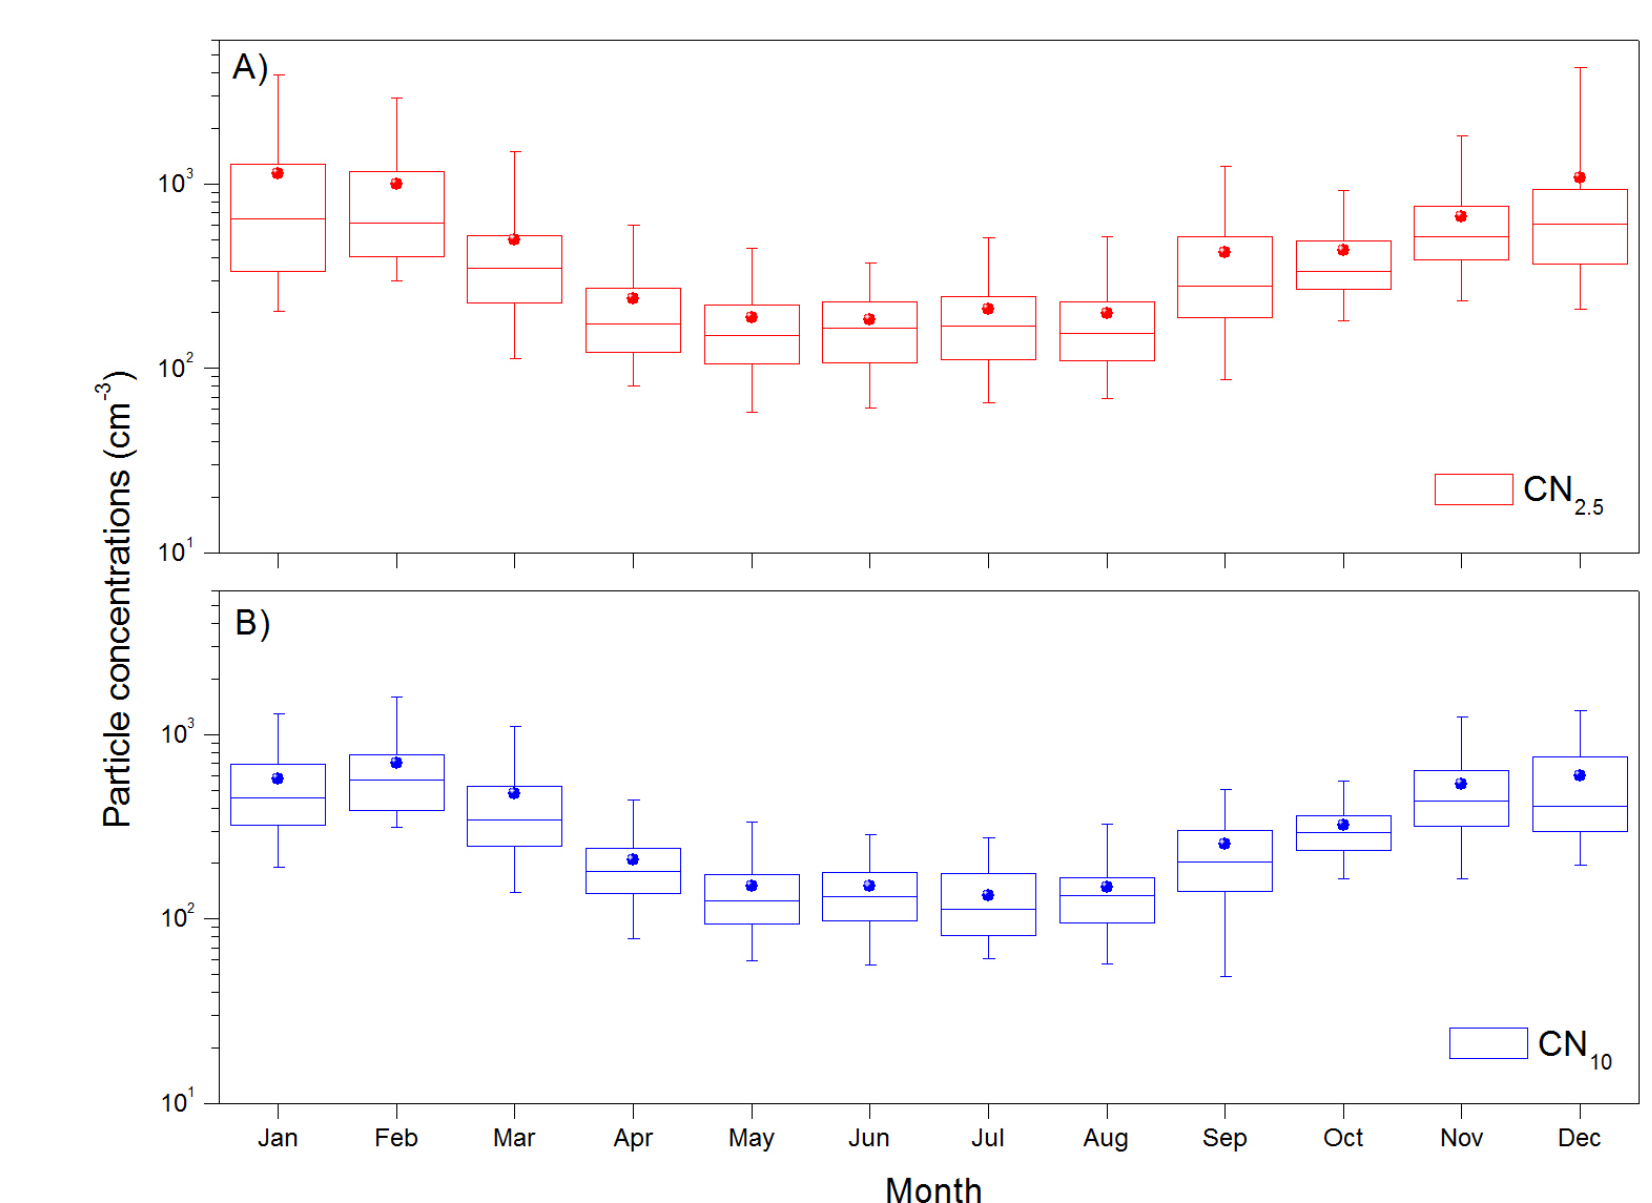 A)
10³
10²
10¹
CN₂.₅
Particle concentrations (cm⁻³)
B)
10³
10²
10¹
CN₁₀
Jan Feb Mar Apr May Jun Jul Aug Sep Oct Nov Dec
Month